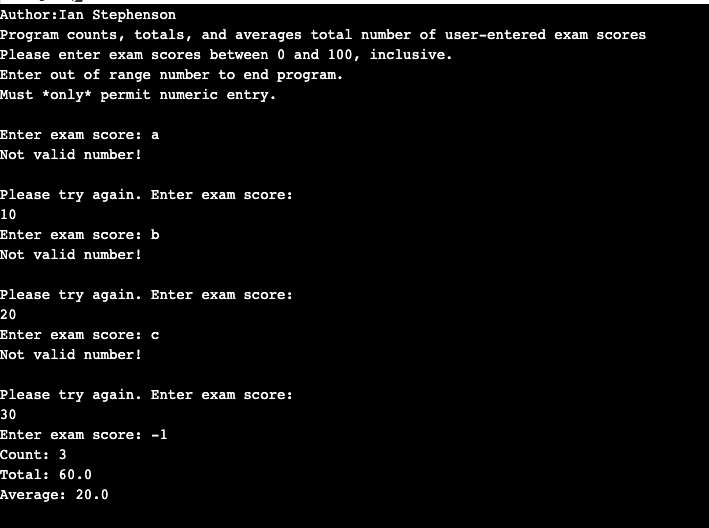 Author:Ian Stephenson
Program counts, totals, and averages total number of user-entered exam scores
Please enter exam scores between 0 and 100, inclusive.
Enter out of range number to end program.
Must *only* permit numeric entry.
Enter exam score: a
Not valid number!
Please try again. Enter exam score:
10
Enter exam score: b
Not valid number!
Please try again. Enter exam score:
20
Enter exam score: c
Not valid number!
Please try again. Enter exam score:
30
Enter exam score: -1
Count: 3
Total: 60.0
Average: 20.0